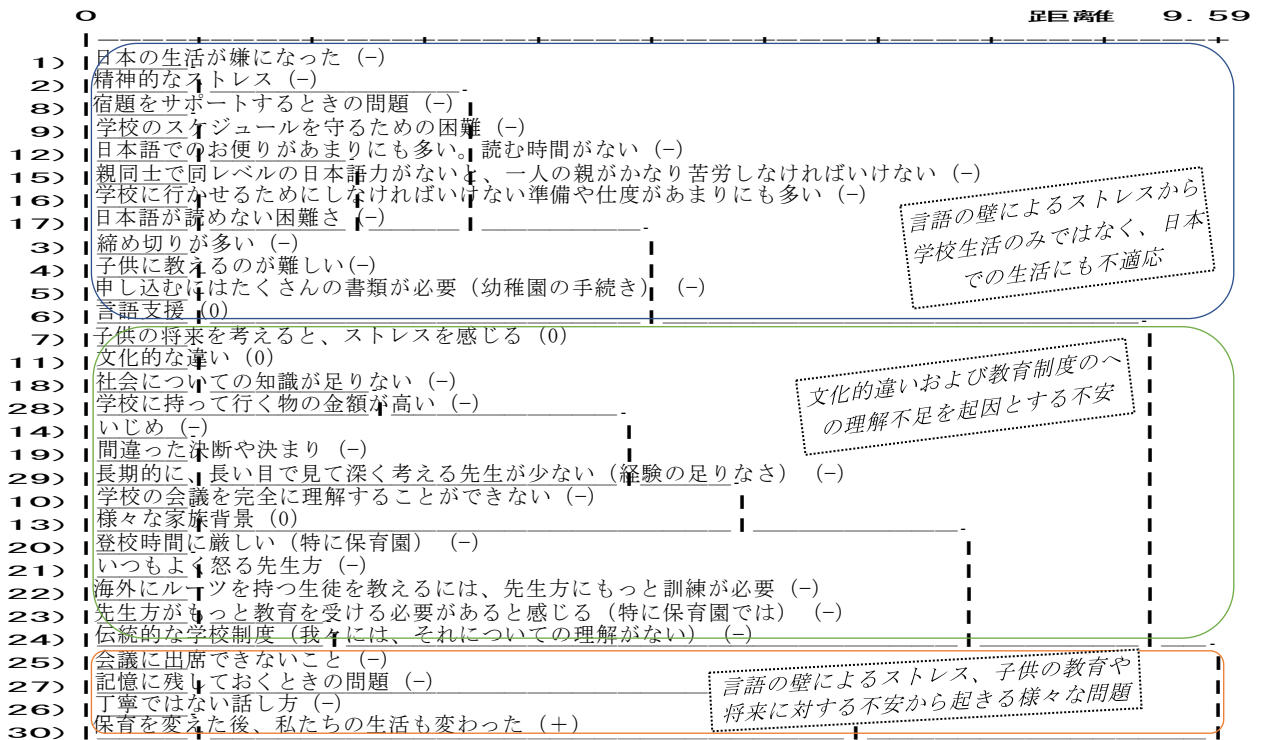 0 距離 9.59
1) 日本の生活が嫌になった (−)
2) 精神的なストレス (−)
8) 宿題をサポートするときの問題 (−)
9) 学校のスケジュールを守るための困難 (−)
12) 日本語でのお便りがあまりにも多い。読む時間がない (−)
15) 親同士で同レベルの日本語力がないと、一人の親がかなり苦労しなければいけない (−)
16) 学校に行かせるためにしなければいけない準備や仕度があまりにも多い (−)
17) 日本語が読めない困難さ (−)
3) 締め切りが多い (−)
4) 子供に教えるのが難しい(−)
5) 申し込むにはたくさんの書類が必要（幼稚園の手続き） (−)
6) 言語支援 (0)
言語の壁によるストレスから
学校生活のみではなく、日本
での生活にも不適応
7) 子供の将来を考えると、ストレスを感じる (0)
11) 文化的な違い (0)
18) 社会についての知識が足りない (−)
28) 学校に持って行く物の金額が高い (−)
14) いじめ (−)
19) 間違った決断や決まり (−)
29) 長期的に、長い目で見て深く考える先生が少ない（経験の足りなさ） (−)
10) 学校の会議を完全に理解することができない (−)
13) 様々な家族背景 (0)
20) 登校時間に厳しい（特に保育園） (−)
21) いつもよく怒る先生方 (−)
22) 海外にルーツを持つ生徒を教えるには、先生方にもっと訓練が必要 (−)
23) 先生方がもっと教育を受ける必要があると感じる（特に保育園では） (−)
24) 伝統的な学校制度（我々には、それについての理解がない） (−)
文化的違いおよび教育制度のへ
の理解不足を起因とする不安
25) 会議に出席できないこと (−)
27) 記憶に残しておくときの問題 (−)
26) 丁寧ではない話し方 (−)
30) 保育を変えた後、私たちの生活も変わった (＋)
言語の壁によるストレス、子供の教育や
将来に対する不安から起きる様々な問題